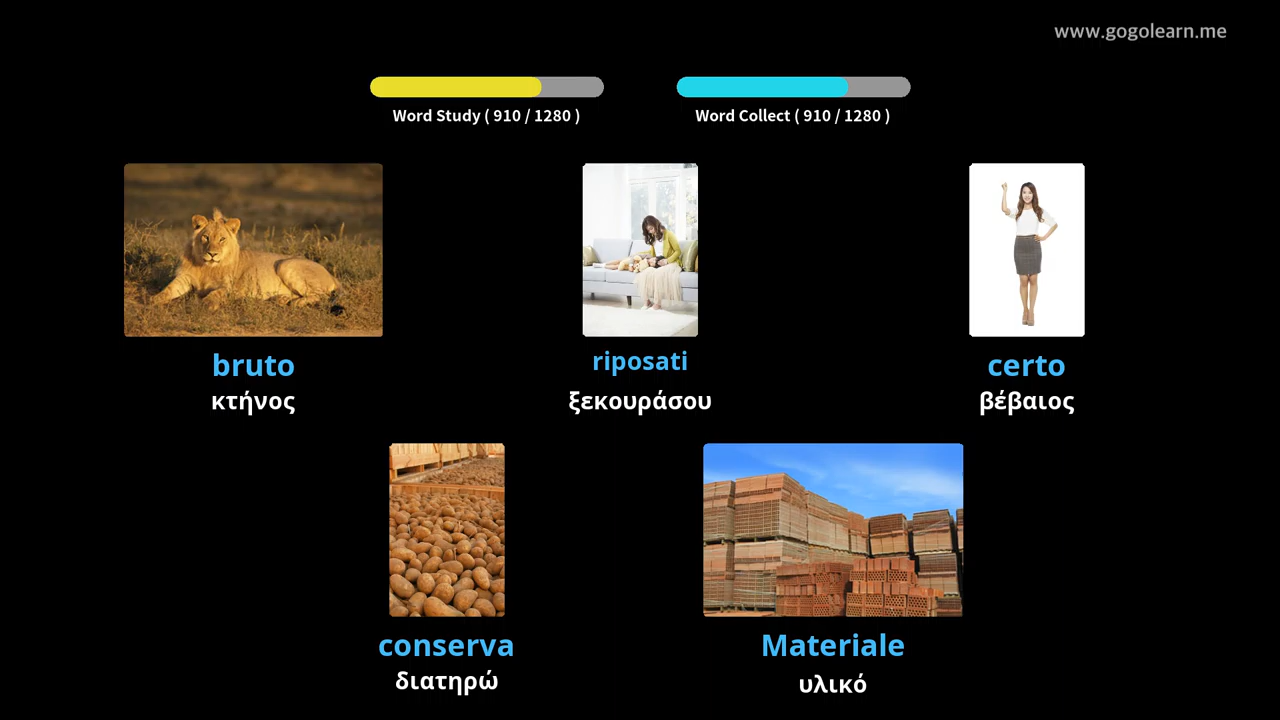 www.gogolearn.me
Word Study ( 910 / 1280 )
Word Collect ( 910 / 1280 )
bruto
κτήνος
riposati
ξεκουράσου
certo
βέβαιος
conserva
διατηρώ
Materiale
υλικό